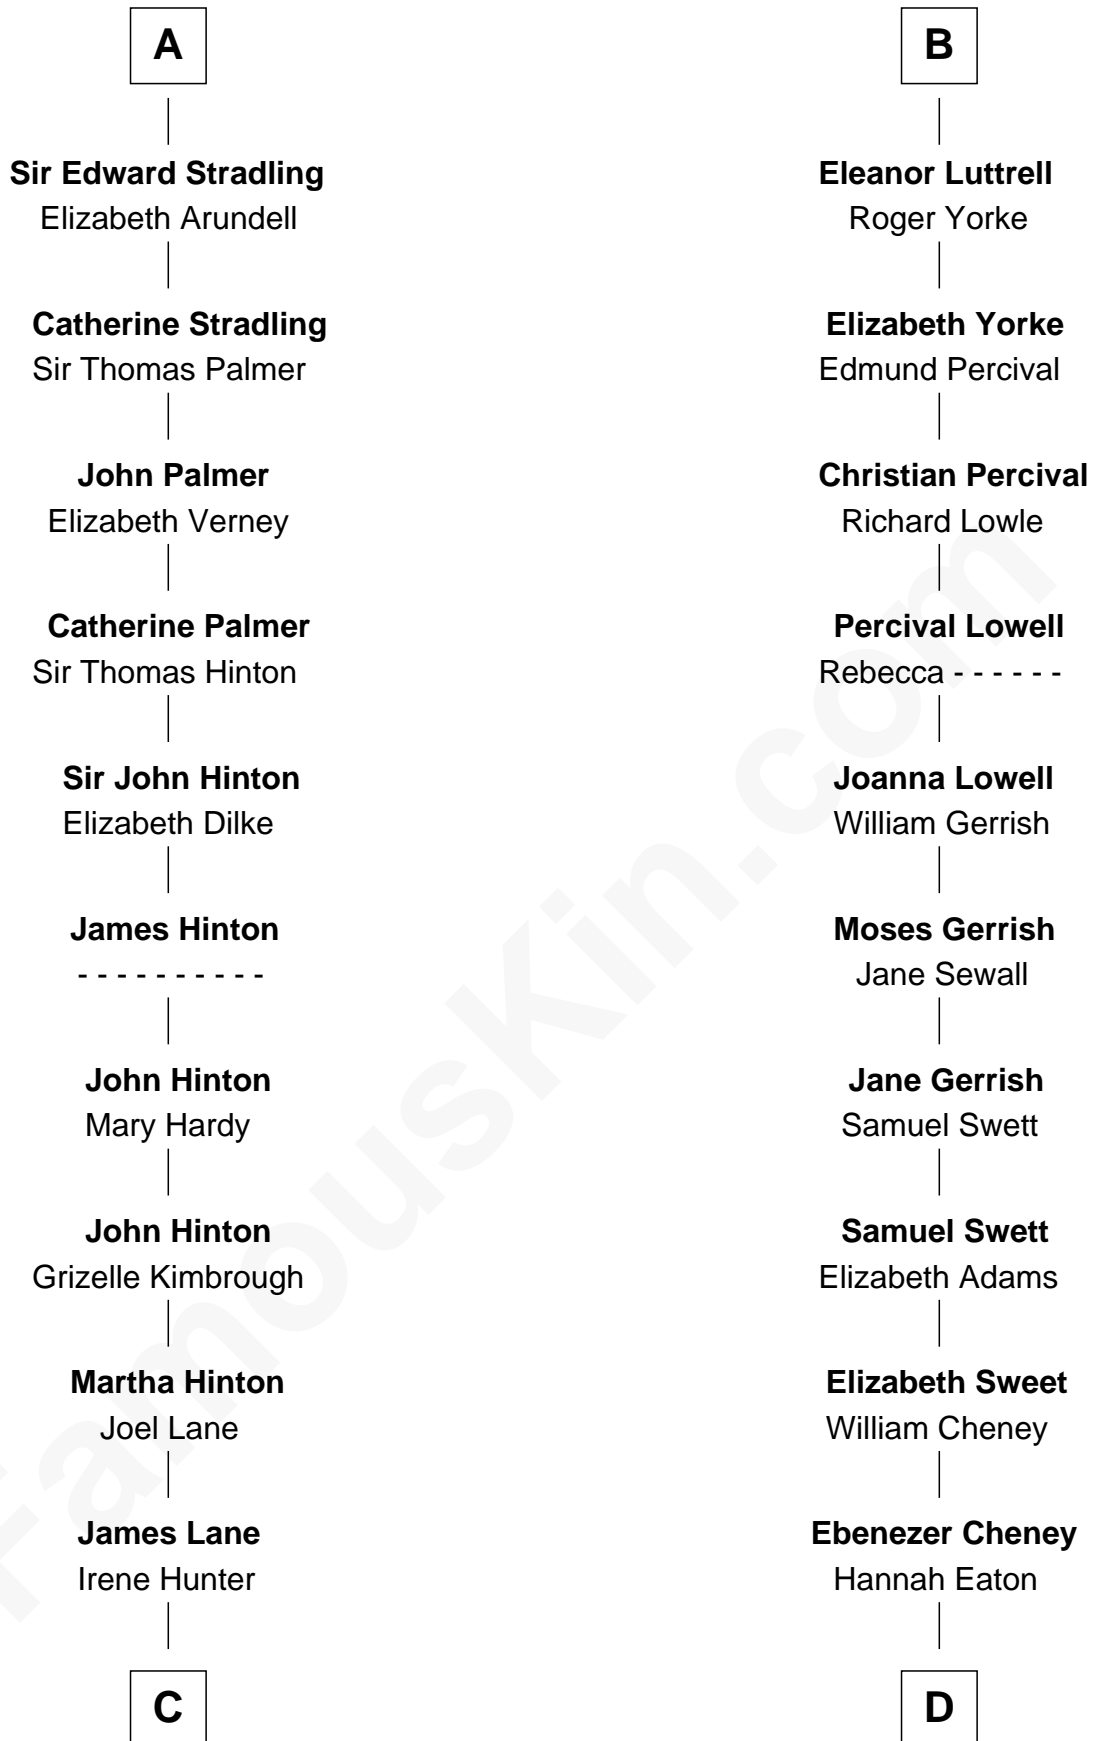 A
Sir Edward Stradling
Elizabeth Arundell
Catherine Stradling
Sir Thomas Palmer
John Palmer
Elizabeth Verney
Catherine Palmer
Sir Thomas Hinton
Sir John Hinton
Elizabeth Dilke
James Hinton
- - - - - - - - - -
John Hinton
Mary Hardy
John Hinton
Grizelle Kimbrough
Martha Hinton
Joel Lane
James Lane
Irene Hunter
C
B
Eleanor Luttrell
Roger Yorke
Elizabeth Yorke
Edmund Percival
Christian Percival
Richard Lowle
Percival Lowell
Rebecca - - - - - -
Joanna Lowell
William Gerrish
Moses Gerrish
Jane Sewall
Jane Gerrish
Samuel Swett
Samuel Swett
Elizabeth Adams
Elizabeth Sweet
William Cheney
Ebenezer Cheney
Hannah Eaton
D
FamousKin.com